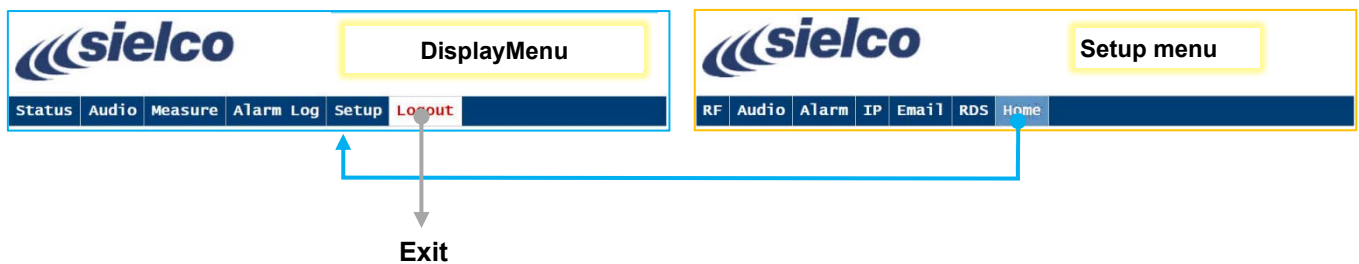 sielco
DisplayMenu
Status Audio Measure Alarm Log Setup Logout
sielco
Setup menu
RF Audio Alarm IP Email RDS Home
Exit